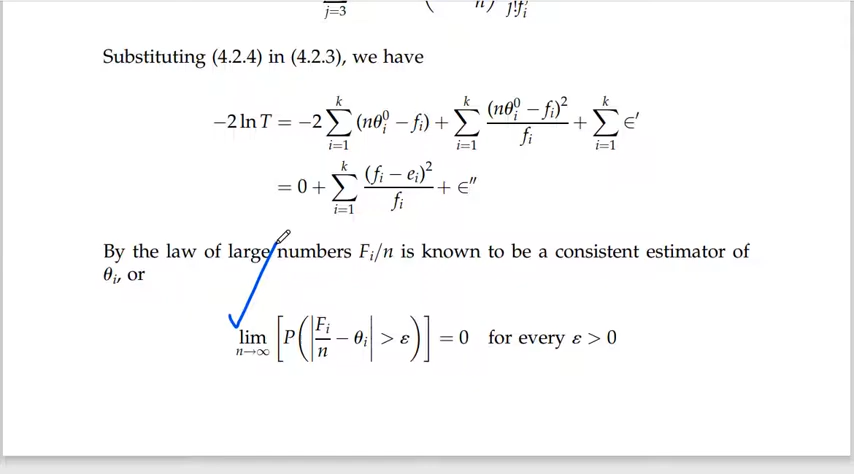 j=3 ( n ) j!f_i^j
Substituting (4.2.4) in (4.2.3), we have
−2 ln T = −2 ∑_{i=1}^{k} (nθ_i^0 − f_i) + ∑_{i=1}^{k} (nθ_i^0 − f_i)^2 / f_i + ∑_{i=1}^{k} ∈′
= 0 + ∑_{i=1}^{k} (f_i − e_i)^2 / f_i + ∈″
By the law of large numbers F_i/n is known to be a consistent estimator of
θ_i, or
lim_{n→∞} [P(|F_i/n − θ_i| > ε)] = 0 for every ε > 0